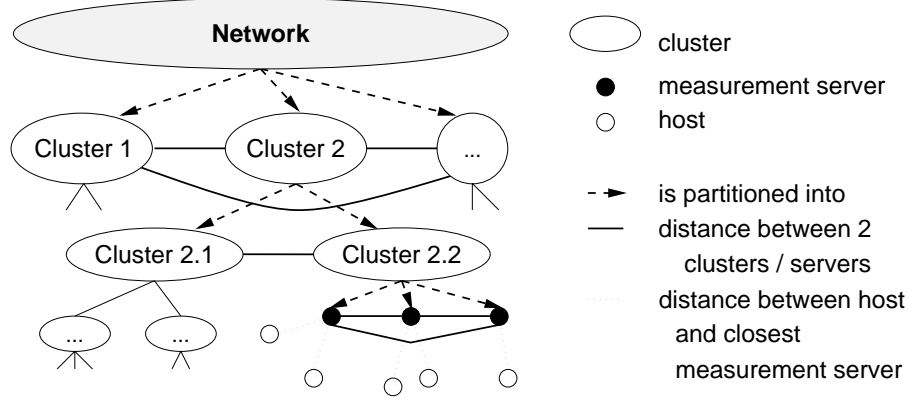 Network
cluster
measurement server
host
Cluster 1
Cluster 2
...
is partitioned into
distance between 2
clusters / servers
Cluster 2.1
Cluster 2.2
distance between host
and closest
measurement server
...
...